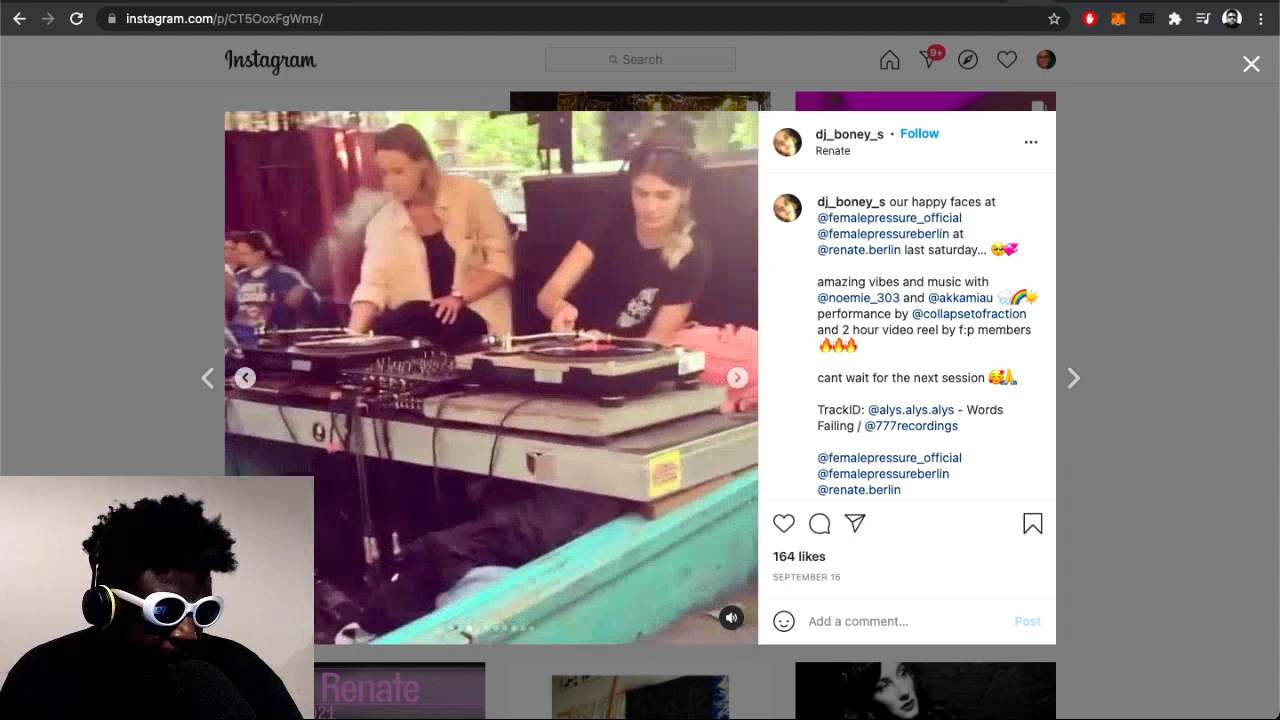 instagram.com/p/CT5OoxFgWms/
Instagram
Search
9+
dj_boney_s • Follow
Renate
dj_boney_s our happy faces at
@femalepressure_official
@femalepressureberlin at
@renate.berlin last saturday... 🥺💞
amazing vibes and music with
@noemie_303 and @akkamiau 🌧🌈☀️
performance by @collapsetofraction
and 2 hour video reel by f:p members
🔥🔥🔥
cant wait for the next session 🥰🙏
TrackID: @alys.alys.alys - Words
Failing / @777recordings
@femalepressure_official
@femalepressureberlin
@renate.berlin
164 likes
SEPTEMBER 16
Add a comment...
Post
Renate